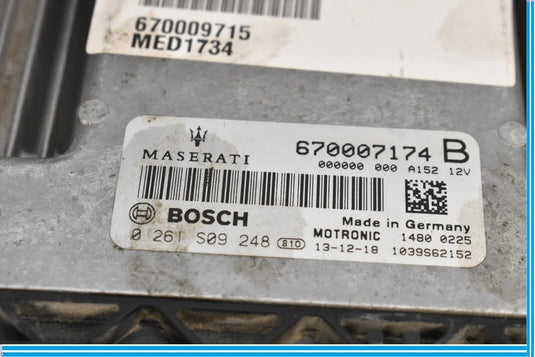 670009715
MED1734
MASERATI
670007174 B
000000 000 A152 12V
BOSCH
Made in Germany
0 261 S09 248 S10
MOTRONIC 1480 0225
13-12-18 1039S62152